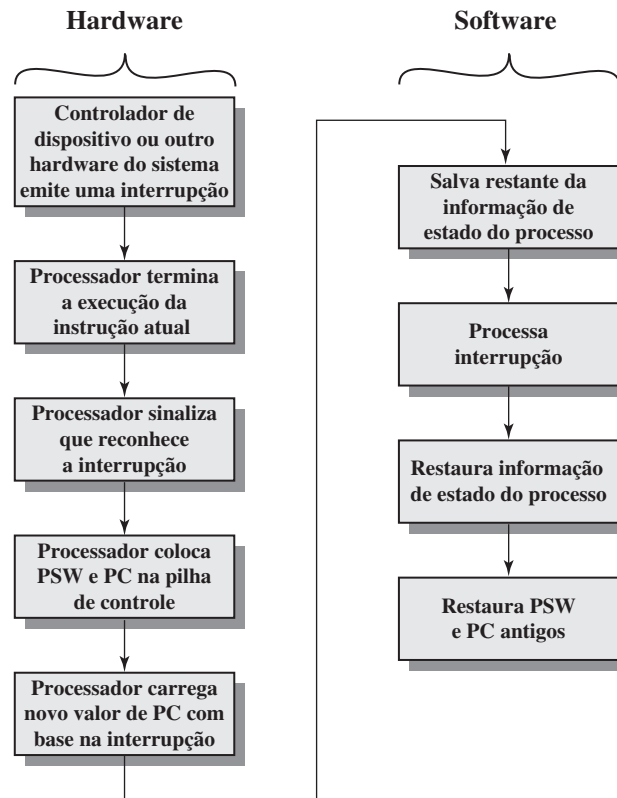 Hardware
Controlador de
dispositivo ou outro
hardware do sistema
emite uma interrupção
Processador termina
a execução da
instrução atual
Processador sinaliza
que reconhece
a interrupção
Processador coloca
PSW e PC na pilha
de controle
Processador carrega
novo valor de PC com
base na interrupção
Software
Salva restante da
informação de
estado do processo
Processa
interrupção
Restaura informação
de estado do processo
Restaura PSW
e PC antigos